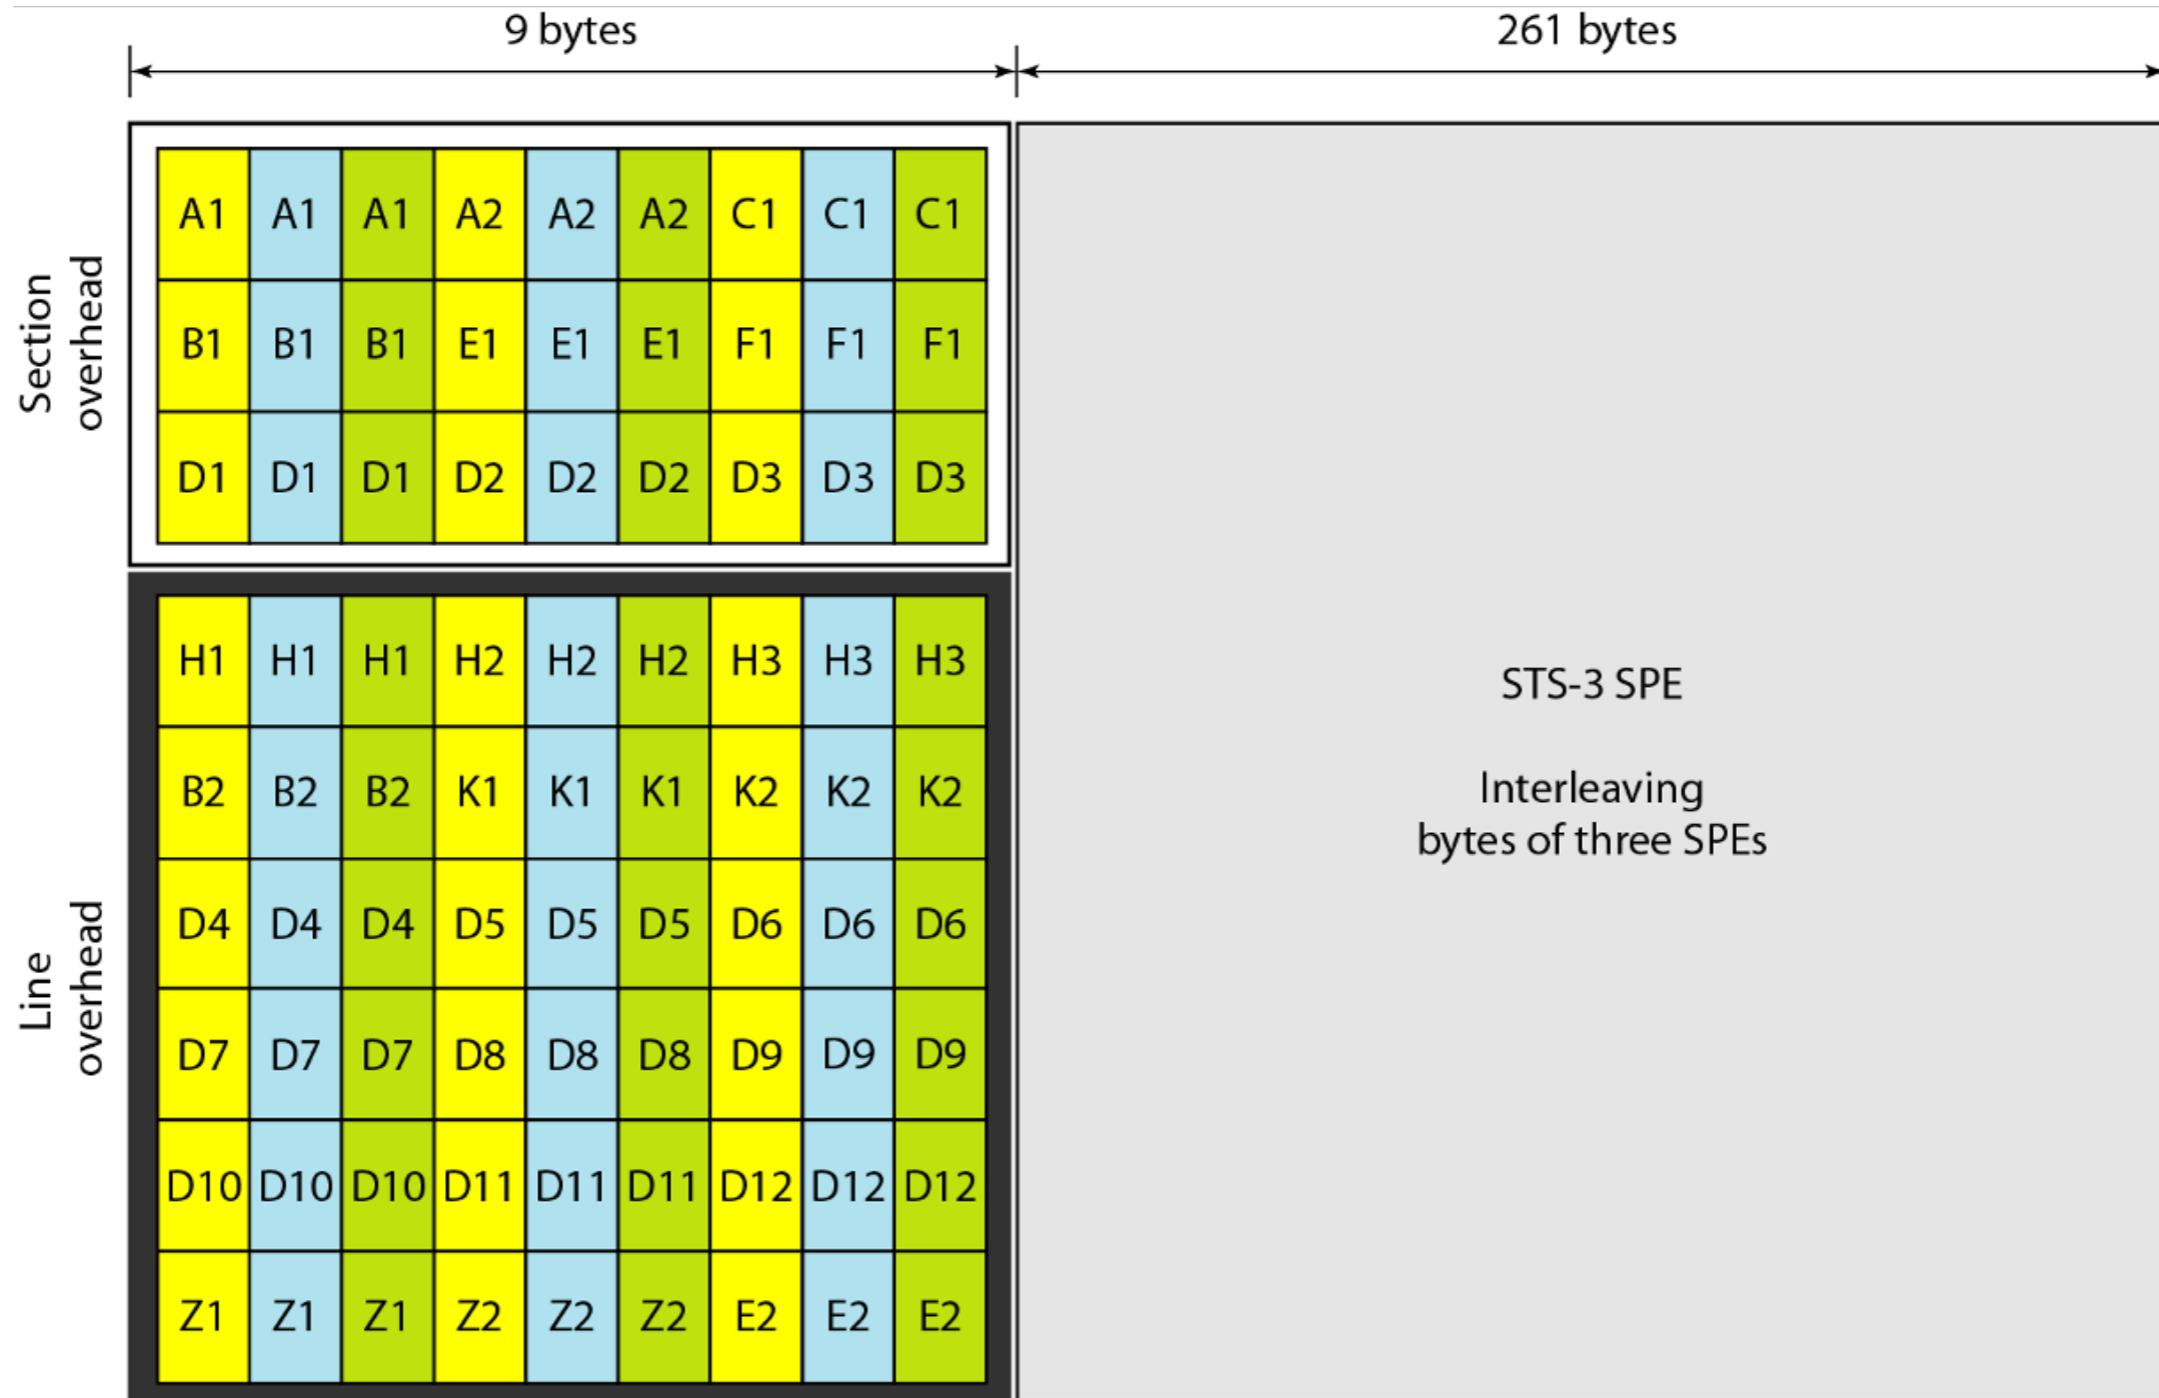 9 bytes
261 bytes
Section
overhead
A1 A1 A1 A2 A2 A2 C1 C1 C1
B1 B1 B1 E1 E1 E1 F1 F1 F1
D1 D1 D1 D2 D2 D2 D3 D3 D3
Line
overhead
H1 H1 H1 H2 H2 H2 H3 H3 H3
B2 B2 B2 K1 K1 K1 K2 K2 K2
D4 D4 D4 D5 D5 D5 D6 D6 D6
D7 D7 D7 D8 D8 D8 D9 D9 D9
D10 D10 D10 D11 D11 D11 D12 D12 D12
Z1 Z1 Z1 Z2 Z2 Z2 E2 E2 E2
STS-3 SPE
Interleaving
bytes of three SPEs